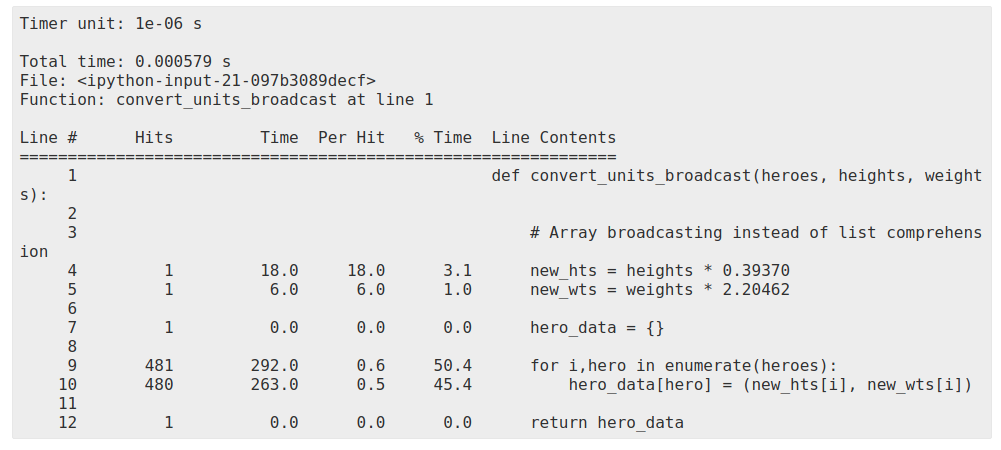 Timer unit: 1e-06 s

Total time: 0.000579 s
File: <ipython-input-21-097b3089decf>
Function: convert_units_broadcast at line 1

Line #      Hits         Time  Per Hit   % Time  Line Contents
==============================================================
     1                                           def convert_units_broadcast(heroes, heights, weight
s):
     2
     3                                               # Array broadcasting instead of list comprehens
ion
     4         1         18.0     18.0      3.1      new_hts = heights * 0.39370
     5         1          6.0      6.0      1.0      new_wts = weights * 2.20462
     6
     7         1          0.0      0.0      0.0      hero_data = {}
     8
     9       481        292.0      0.6     50.4      for i,hero in enumerate(heroes):
    10       480        263.0      0.5     45.4          hero_data[hero] = (new_hts[i], new_wts[i])
    11
    12         1          0.0      0.0      0.0      return hero_data